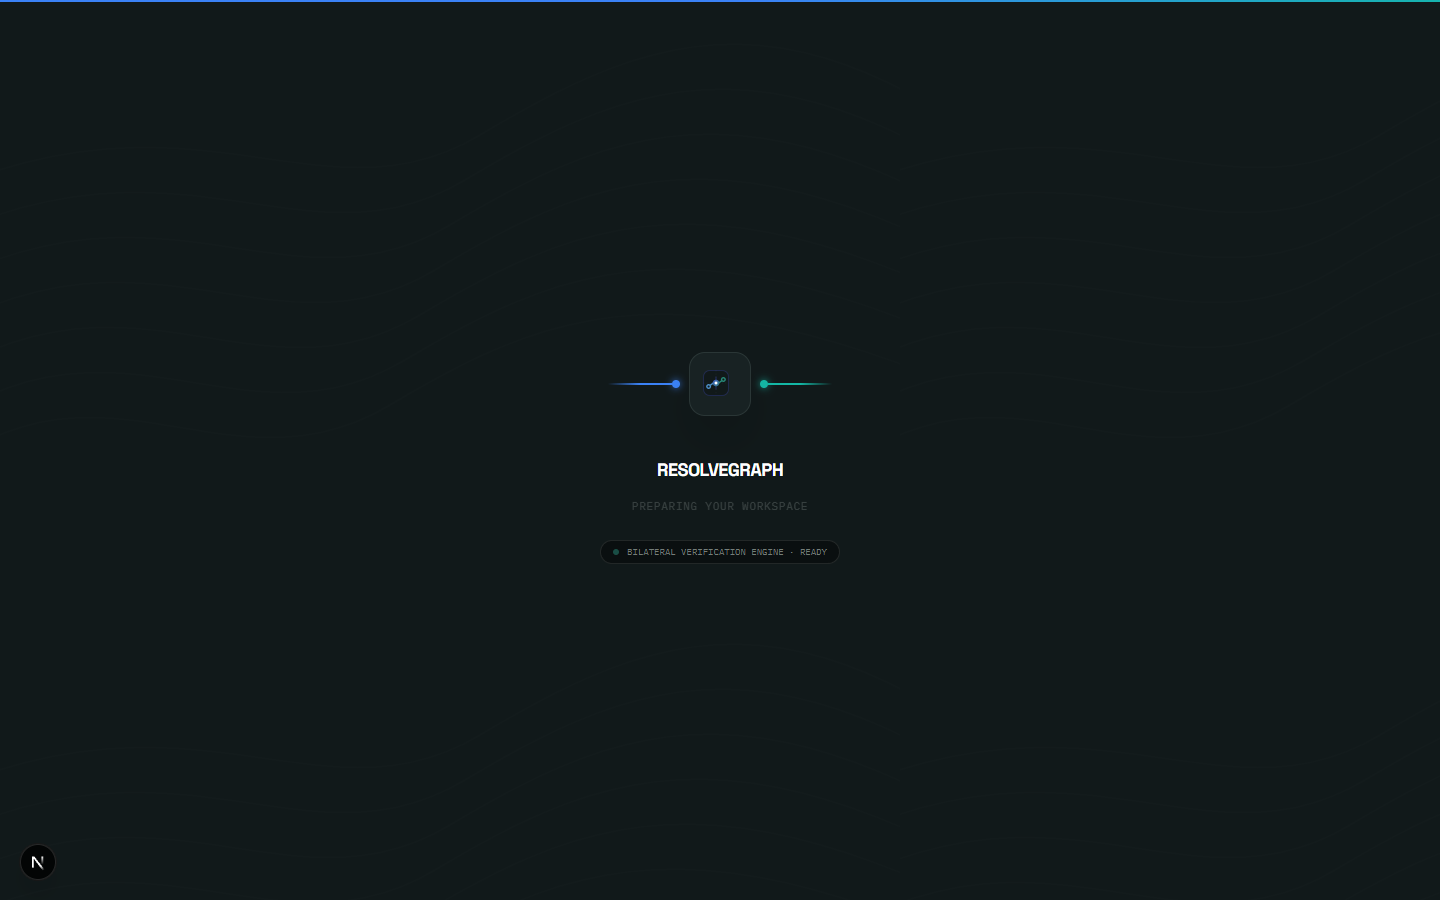 RESOLVEGRAPH
PREPARING YOUR WORKSPACE
BILATERAL VERIFICATION ENGINE · READY
N